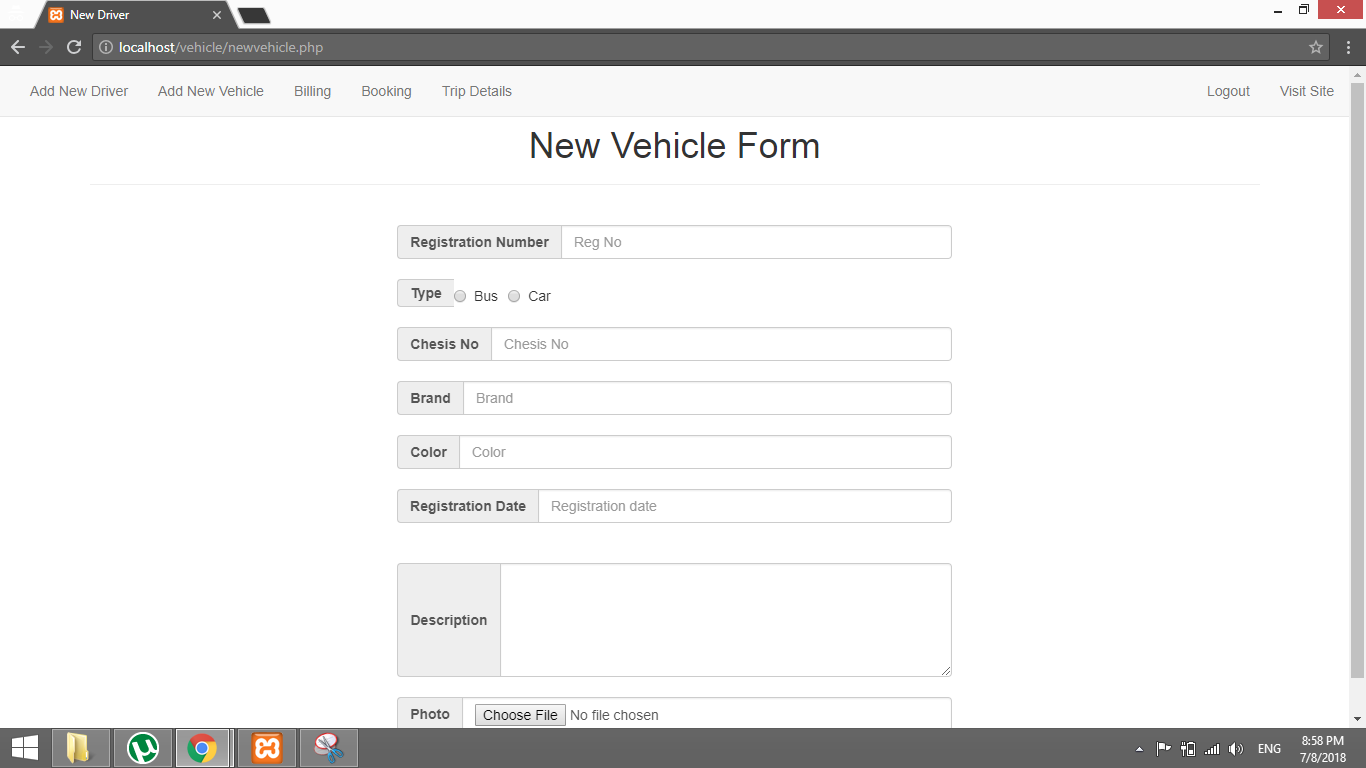 New Driver
localhost/vehicle/newvehicle.php
Add New Driver Add New Vehicle Billing Booking Trip Details Logout Visit Site
New Vehicle Form
Registration Number Reg No
Type Bus Car
Chesis No Chesis No
Brand Brand
Color Color
Registration Date Registration date
Description
Photo Choose File No file chosen
ENG 8:58 PM
7/8/2018